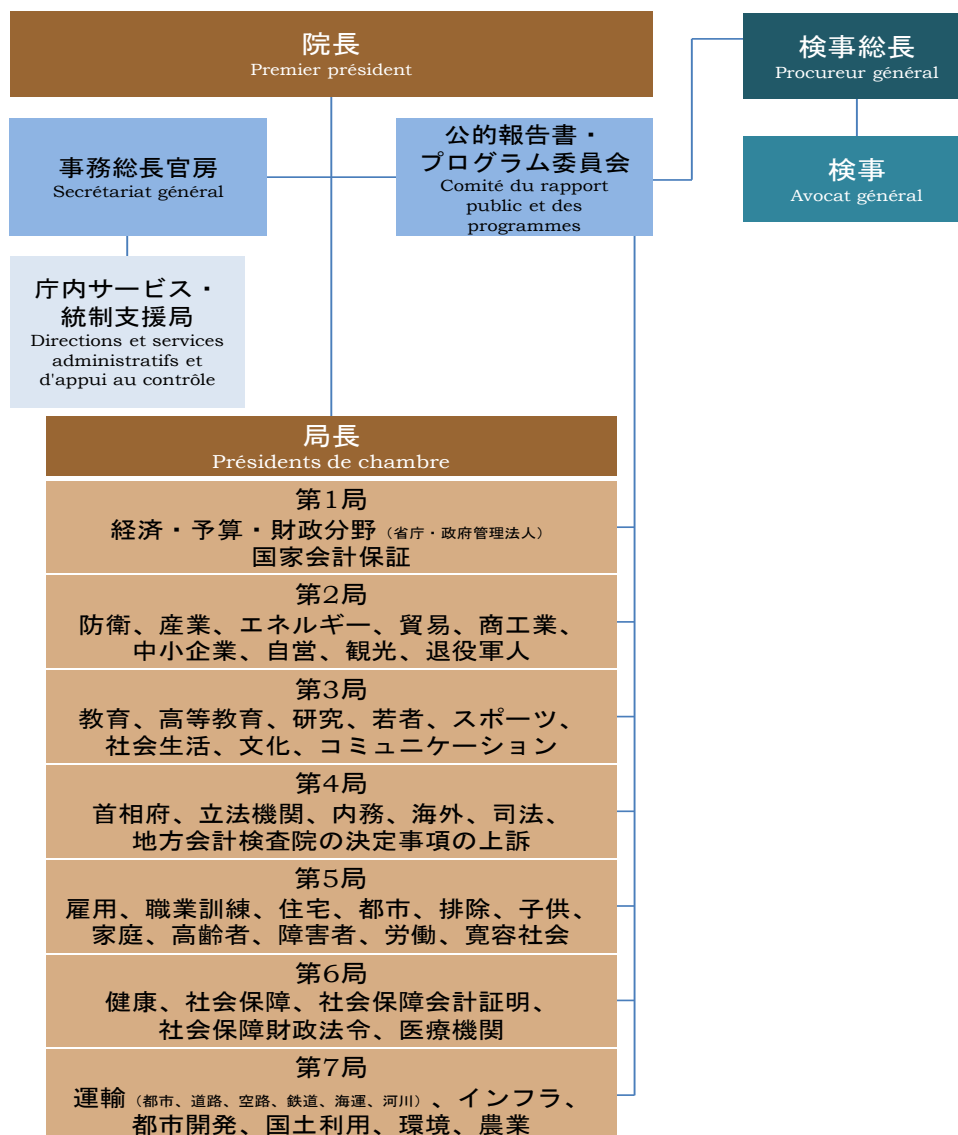 院長
Premier président
検事総長
Procureur général
事務総長官房
Secrétariat général
公的報告書・
プログラム委員会
Comité du rapport
public et des
programmes
検事
Avocat général
庁内サービス・
統制支援局
Directions et services
administratifs et
d'appui au contrôle
局長
Présidents de chambre
第1局
経済・予算・財政分野（省庁・政府管理法人）
国家会計保証
第2局
防衛、産業、エネルギー、貿易、商工業、
中小企業、自営、観光、退役軍人
第3局
教育、高等教育、研究、若者、スポーツ、
社会生活、文化、コミュニケーション
第4局
首相府、立法機関、内務、海外、司法、
地方会計検査院の決定事項の上訴
第5局
雇用、職業訓練、住宅、都市、排除、子供、
家庭、高齢者、障害者、労働、寛容社会
第6局
健康、社会保障、社会保障会計証明、
社会保障財政法令、医療機関
第7局
運輸（都市、道路、空路、鉄道、海運、河川）、インフラ、
都市開発、国土利用、環境、農業